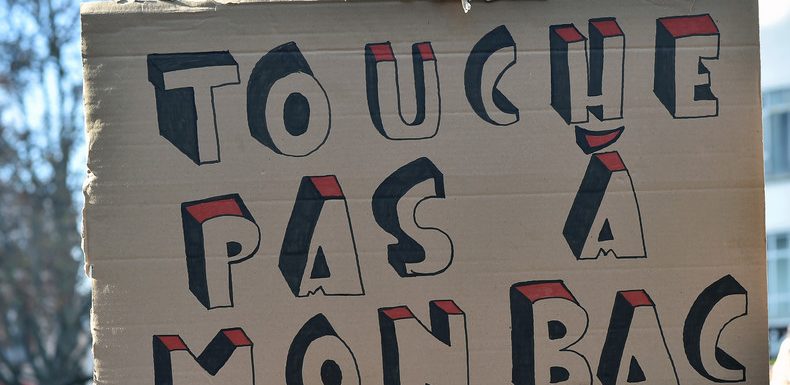 TOUCHE
PAS À
MON BAC